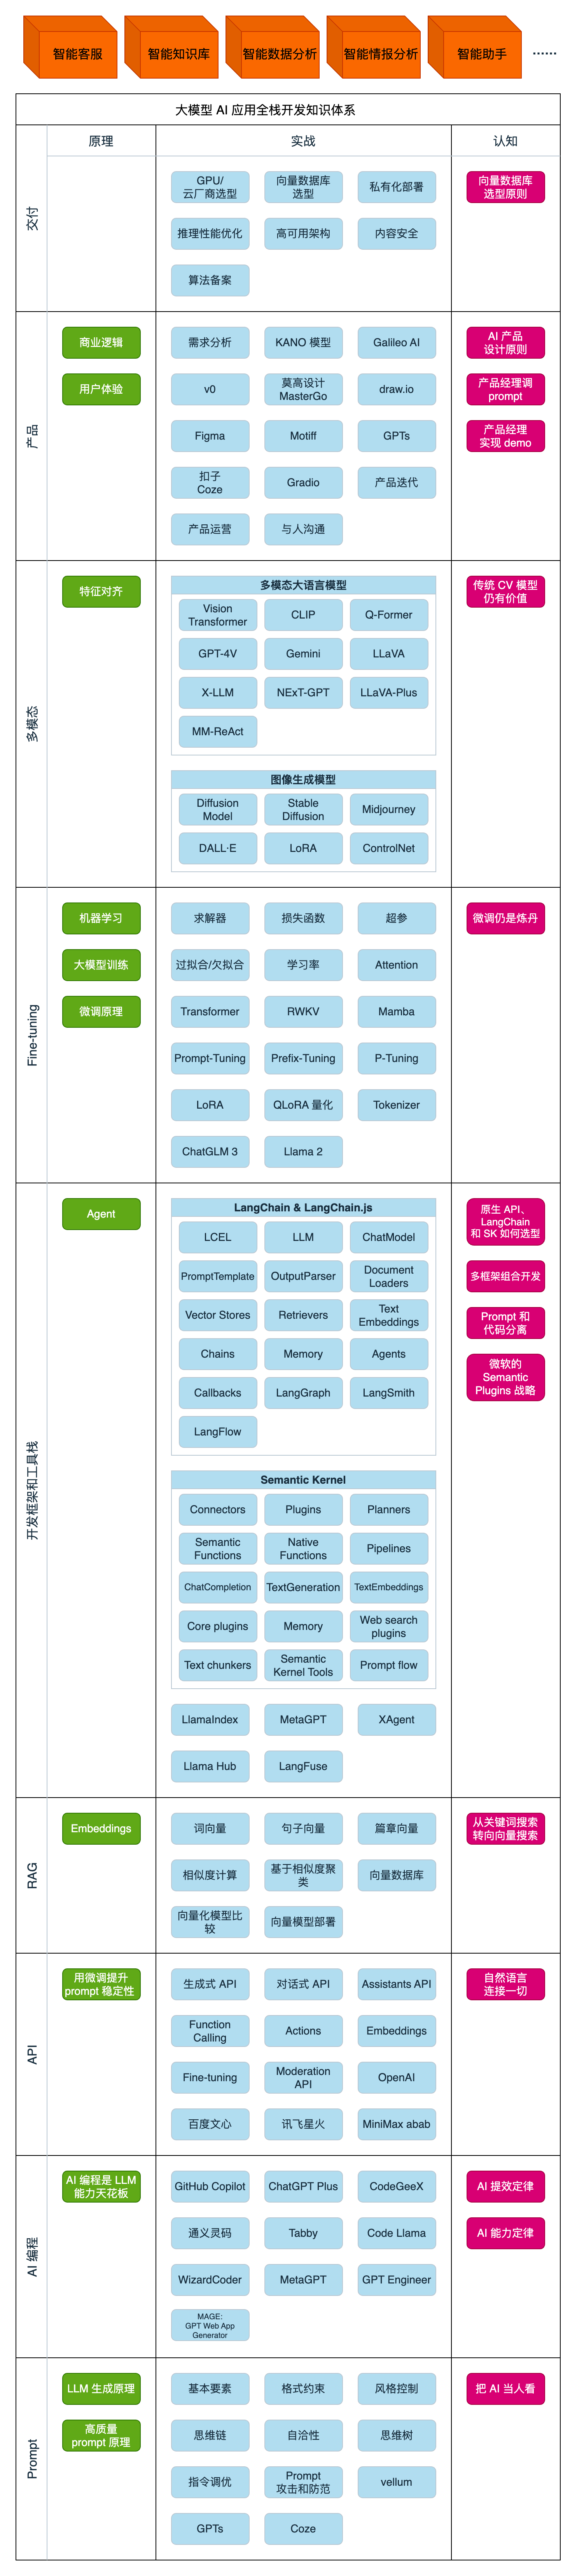 智能客服
智能知识库
智能数据分析
智能情报分析
智能助手
······
大模型 AI 应用全栈开发知识体系
原理
实战
认知
交付
GPU/
云厂商选型
向量数据库
选型
私有化部署
向量数据库
选型原则
推理性能优化
高可用架构
内容安全
算法备案
产品
商业逻辑
需求分析
KANO 模型
Galileo AI
AI 产品
设计原则
用户体验
v0
莫高设计
MasterGo
draw.io
产品经理调
prompt
Figma
Motiff
GPTs
产品经理
实现 demo
扣子
Coze
Gradio
产品迭代
产品运营
与人沟通
多模态
特征对齐
多模态大语言模型
传统 CV 模型
仍有价值
Vision
Transformer
CLIP
Q-Former
GPT-4V
Gemini
LLaVA
X-LLM
NExT-GPT
LLaVA-Plus
MM-ReAct
图像生成模型
Diffusion
Model
Stable
Diffusion
Midjourney
DALL·E
LoRA
ControlNet
Fine-tuning
机器学习
求解器
损失函数
超参
微调仍是炼丹
大模型训练
过拟合/欠拟合
学习率
Attention
微调原理
Transformer
RWKV
Mamba
Prompt-Tuning
Prefix-Tuning
P-Tuning
LoRA
QLoRA 量化
Tokenizer
ChatGLM 3
Llama 2
开发框架和工具栈
Agent
LangChain & LangChain.js
原生 API、
LangChain
和 SK 如何选型
LCEL
LLM
ChatModel
PromptTemplate
OutputParser
Document
Loaders
多框架组合开发
Vector Stores
Retrievers
Text
Embeddings
Prompt 和
代码分离
Chains
Memory
Agents
微软的
Semantic
Plugins 战略
Callbacks
LangGraph
LangSmith
LangFlow
Semantic Kernel
Connectors
Plugins
Planners
Semantic
Functions
Native
Functions
Pipelines
ChatCompletion
TextGeneration
TextEmbeddings
Core plugins
Memory
Web search
plugins
Text chunkers
Semantic
Kernel Tools
Prompt flow
LlamaIndex
MetaGPT
XAgent
Llama Hub
LangFuse
RAG
Embeddings
词向量
句子向量
篇章向量
从关键词搜索
转向向量搜索
相似度计算
基于相似度聚
类
向量数据库
向量化模型比
较
向量模型部署
API
用微调提升
prompt 稳定性
生成式 API
对话式 API
Assistants API
自然语言
连接一切
Function
Calling
Actions
Embeddings
Fine-tuning
Moderation
API
OpenAI
百度文心
讯飞星火
MiniMax abab
AI 编程
AI 编程是 LLM
能力天花板
GitHub Copilot
ChatGPT Plus
CodeGeeX
AI 提效定律
通义灵码
Tabby
Code Llama
AI 能力定律
WizardCoder
MetaGPT
GPT Engineer
MAGE:
GPT Web App
Generator
Prompt
LLM 生成原理
基本要素
格式约束
风格控制
把 AI 当人看
高质量
prompt 原理
思维链
自洽性
思维树
指令调优
Prompt
攻击和防范
vellum
GPTs
Coze